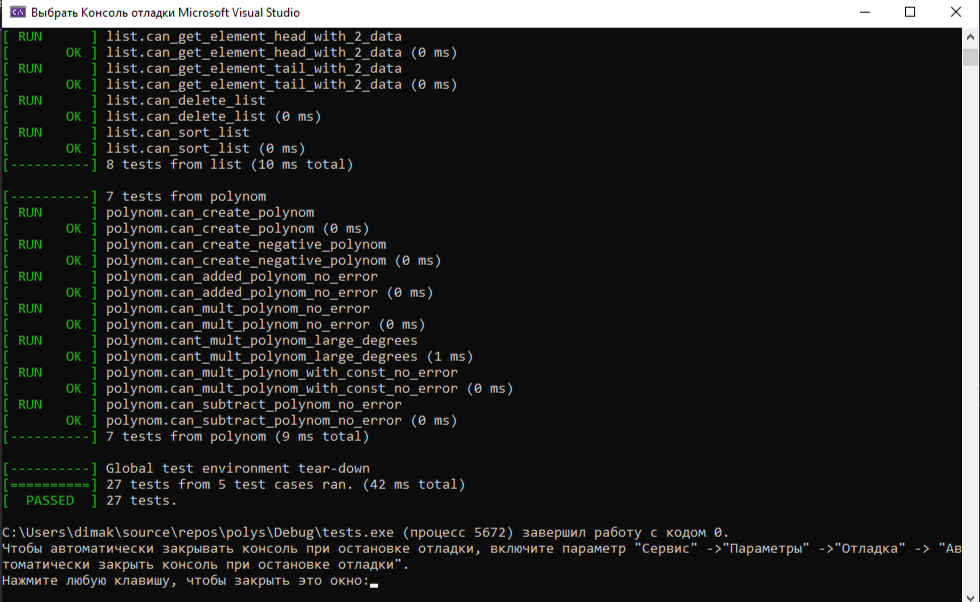 Выбрать Консоль отладки Microsoft Visual Studio
[ RUN      ] list.can_get_element_head_with_2_data
[       OK ] list.can_get_element_head_with_2_data (0 ms)
[ RUN      ] list.can_get_element_tail_with_2_data
[       OK ] list.can_get_element_tail_with_2_data (0 ms)
[ RUN      ] list.can_delete_list
[       OK ] list.can_delete_list (0 ms)
[ RUN      ] list.can_sort_list
[       OK ] list.can_sort_list (0 ms)
[----------] 8 tests from list (10 ms total)

[----------] 7 tests from polynom
[ RUN      ] polynom.can_create_polynom
[       OK ] polynom.can_create_polynom (0 ms)
[ RUN      ] polynom.can_create_negative_polynom
[       OK ] polynom.can_create_negative_polynom (0 ms)
[ RUN      ] polynom.can_added_polynom_no_error
[       OK ] polynom.can_added_polynom_no_error (0 ms)
[ RUN      ] polynom.can_mult_polynom_no_error
[       OK ] polynom.can_mult_polynom_no_error (0 ms)
[ RUN      ] polynom.cant_mult_polynom_large_degrees
[       OK ] polynom.cant_mult_polynom_large_degrees (1 ms)
[ RUN      ] polynom.can_mult_polynom_with_const_no_error
[       OK ] polynom.can_mult_polynom_with_const_no_error (0 ms)
[ RUN      ] polynom.can_subtract_polynom_no_error
[       OK ] polynom.can_subtract_polynom_no_error (0 ms)
[----------] 7 tests from polynom (9 ms total)

[----------] Global test environment tear-down
[==========] 27 tests from 5 test cases ran. (42 ms total)
[  PASSED  ] 27 tests.

C:\Users\dimak\source\repos\polys\Debug\tests.exe (процесс 5672) завершил работу с кодом 0.
Чтобы автоматически закрывать консоль при остановке отладки, включите параметр "Сервис" ->"Параметры" ->"Отладка" -> "Ав
томатически закрыть консоль при остановке отладки".
Нажмите любую клавишу, чтобы закрыть это окно: